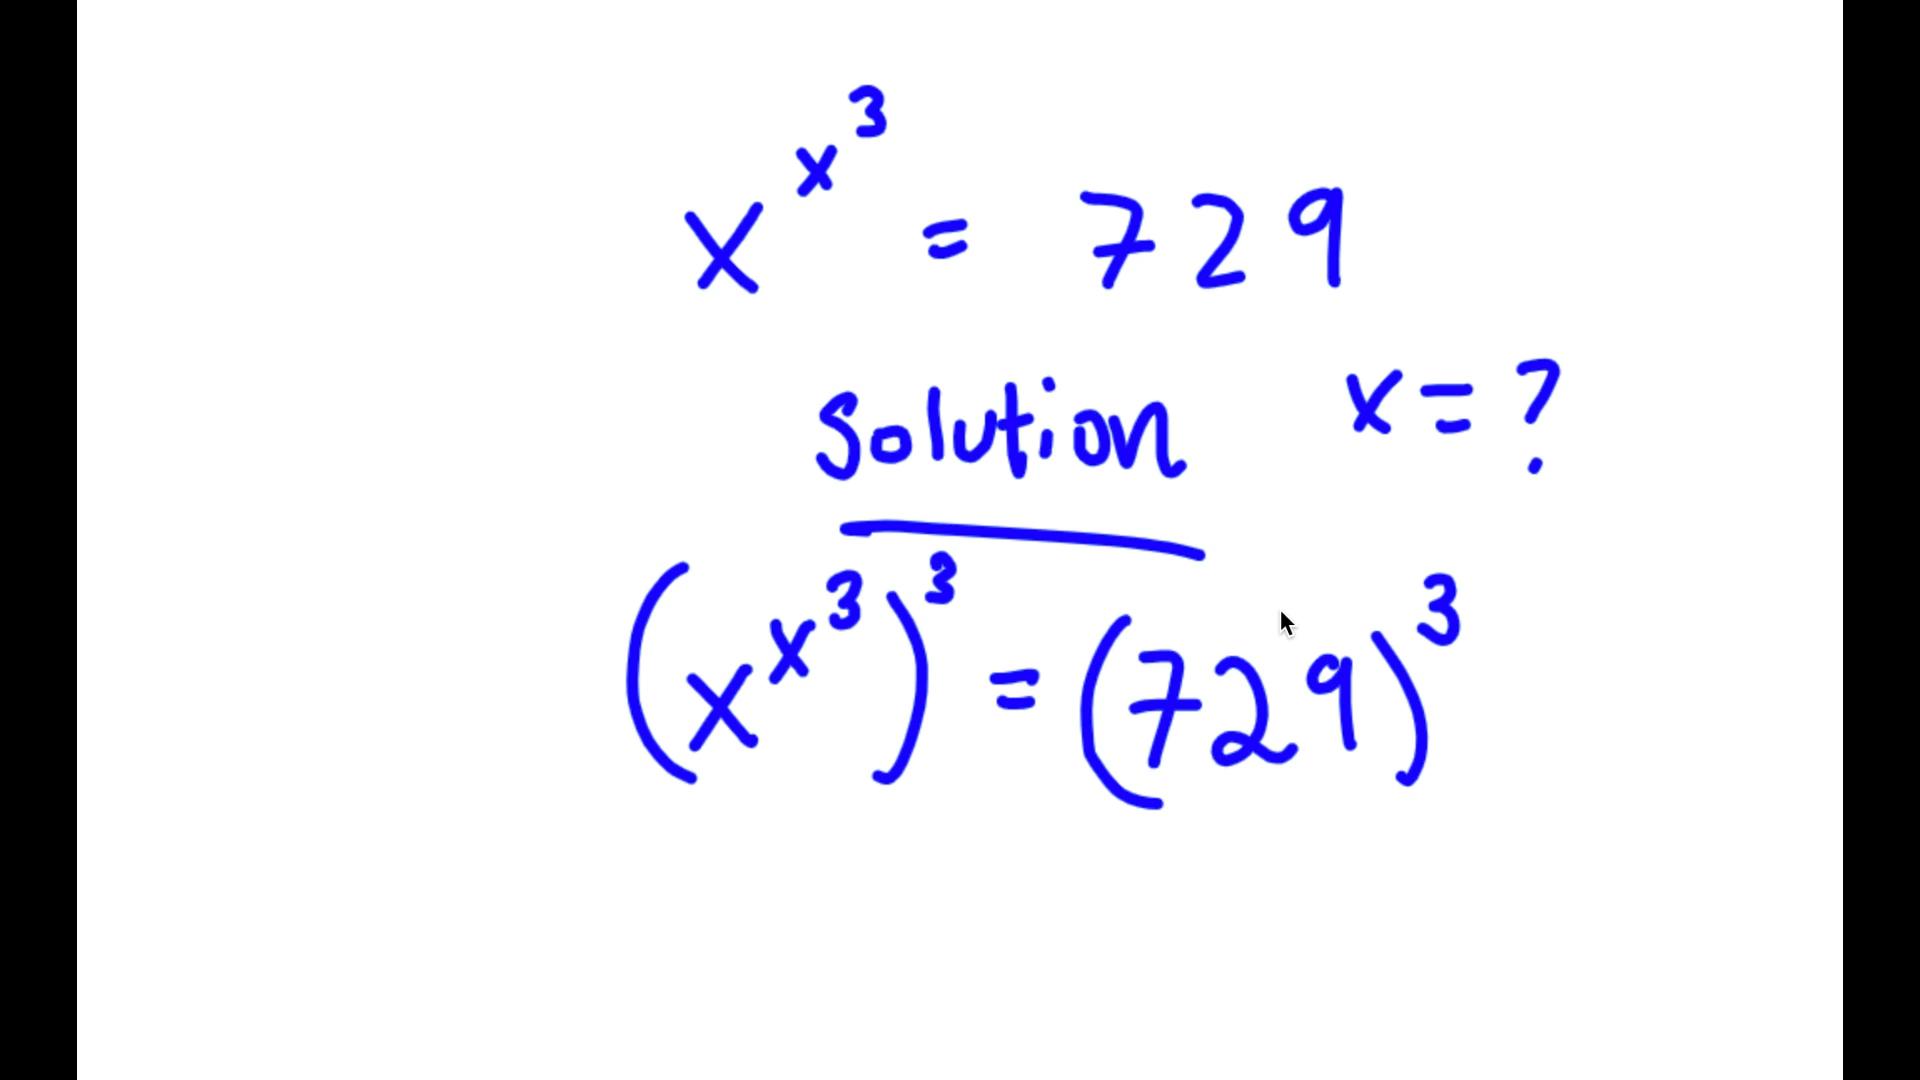 x^{x^3} = 729
Solution x = ?
(x^{x^3})^3 = (729)^3